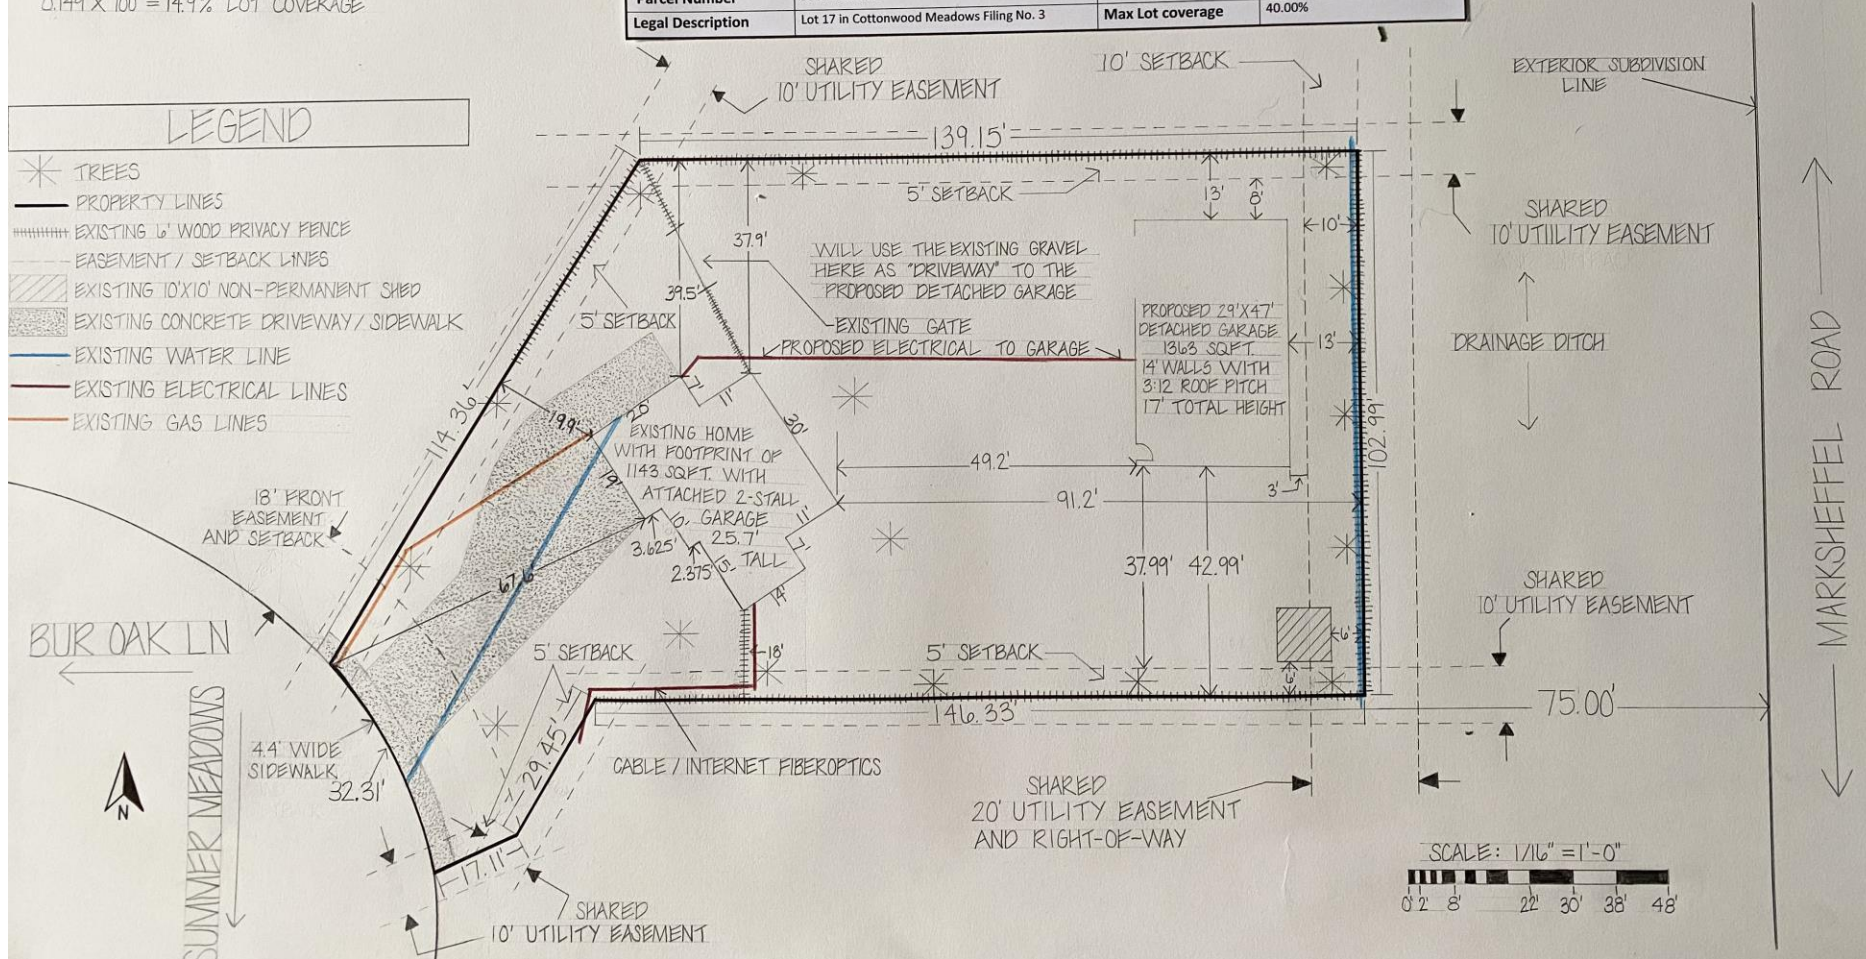 0.149 X 100 = 14.9% LOT COVERAGE
Parcel Number
Legal Description
Lot 17 in Cottonwood Meadows Filing No. 3
Max Lot coverage
40.00%
SHARED
10' UTILITY EASEMENT
10' SETBACK
EXTERIOR SUBDIVISION
LINE
LEGEND
TREES
PROPERTY LINES
EXISTING 6' WOOD PRIVACY FENCE
EASEMENT / SETBACK LINES
EXISTING 10'X10' NON-PERMANENT SHED
EXISTING CONCRETE DRIVEWAY/SIDEWALK
EXISTING WATER LINE
EXISTING ELECTRICAL LINES
EXISTING GAS LINES
139.15'
5' SETBACK
13'
8'
10'
SHARED
10' UTIILITY EASEMENT
37.9'
WILL USE THE EXISTING GRAVEL
HERE AS "DRIVEWAY" TO THE
PROPOSED DETACHED GARAGE
39.5'
5' SETBACK
EXISTING GATE
PROPOSED ELECTRICAL TO GARAGE
PROPOSED 29'X47'
DETACHED GARAGE
1363 SQFT.
14' WALLS WITH
3:12 ROOF PITCH
17' TOTAL HEIGHT
13'
DRAINAGE DITCH
MARKSHEFFEL ROAD
114.36'
19.9'
20'
7'
11'
30'
EXISTING HOME
WITH FOOTPRINT OF
1143 SQFT. WITH
ATTACHED 2-STALL
GARAGE
25.7'
TALL
19'
102.99'
49.2'
91.2'
3'
18' FRONT
EASEMENT
AND SETBACK
3.625'
2.375'
5'
11'
7'
14'
67.6'
37.99'
42.99'
SHARED
10' UTILITY EASEMENT
BUR OAK LN
5' SETBACK
18'
5' SETBACK
6'
6'
75.00'
146.33'
29.45'
SUMMER MEADOWS
4.4' WIDE
SIDEWALK
32.31'
CABLE / INTERNET FIBEROPTICS
N
SHARED
20' UTILITY EASEMENT
AND RIGHT-OF-WAY
17.11'
SHARED
10' UTILITY EASEMENT
SCALE: 1/16" = 1'-0"
0' 2' 8' 22' 30' 38' 48'